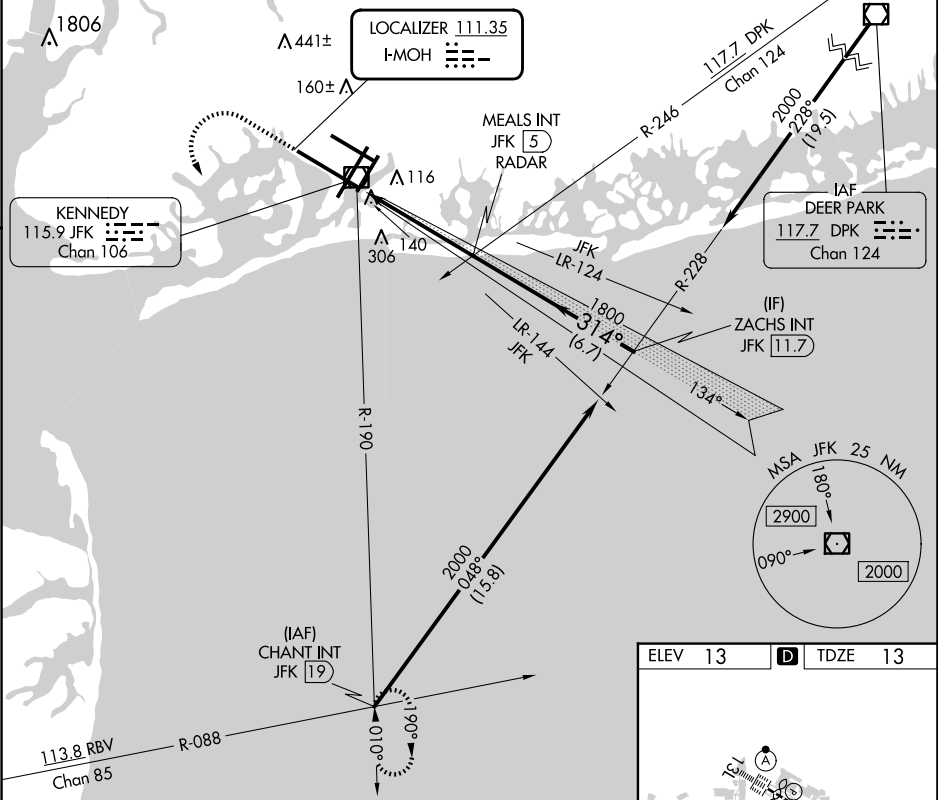 1806
441±
160±
LOCALIZER 111.35
I-MOH
117.7 DPK
Chan 124
R-246
MEALS INT
JFK 5
RADAR
2000
228°
(19.5)
116
KENNEDY
115.9 JFK
Chan 106
140
306
IAF
DEER PARK
117.7 DPK
Chan 124
JFK
LR-124
R-228
(IF)
ZACHS INT
JFK 11.7
1800
314°
(6.7)
LR-144
JFK
134°
R-190
MSA JFK 25 NM
180°
2900
090°
2000
2000
048°
(15.8)
(IAF)
CHANT INT
JFK 19
190°
010°
113.8 RBV
Chan 85
R-088
ELEV 13
D
TDZE 13
A
13L